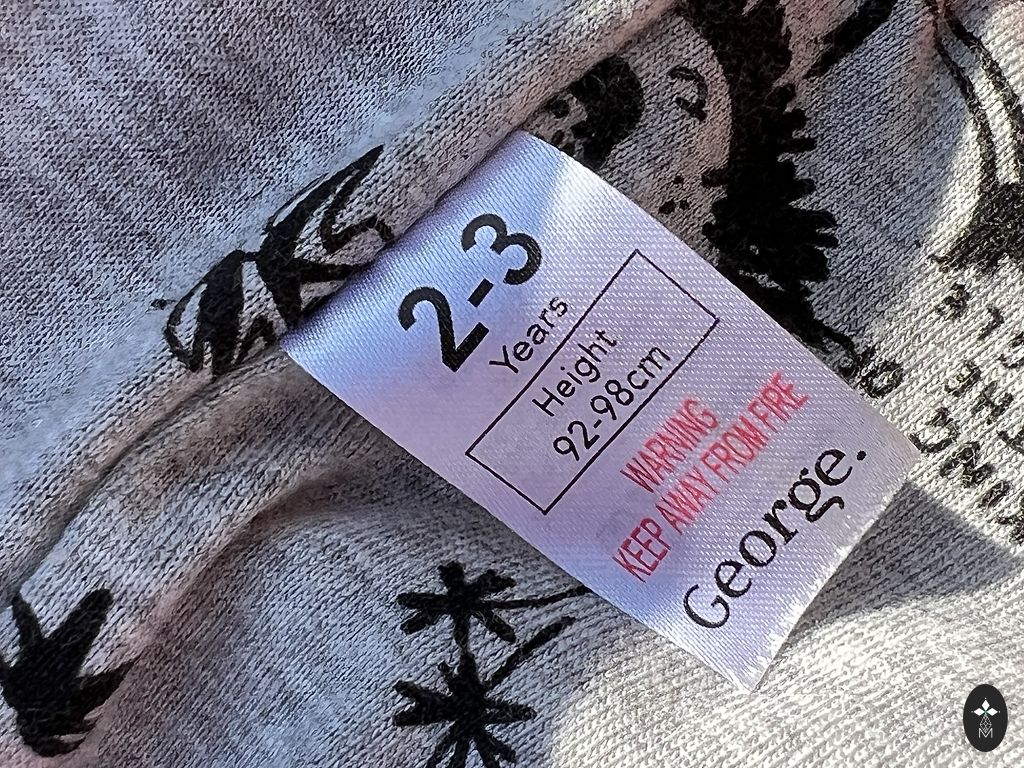 2-3
Years
Height
92-98cm
WARNING
KEEP AWAY FROM FIRE
George.
M